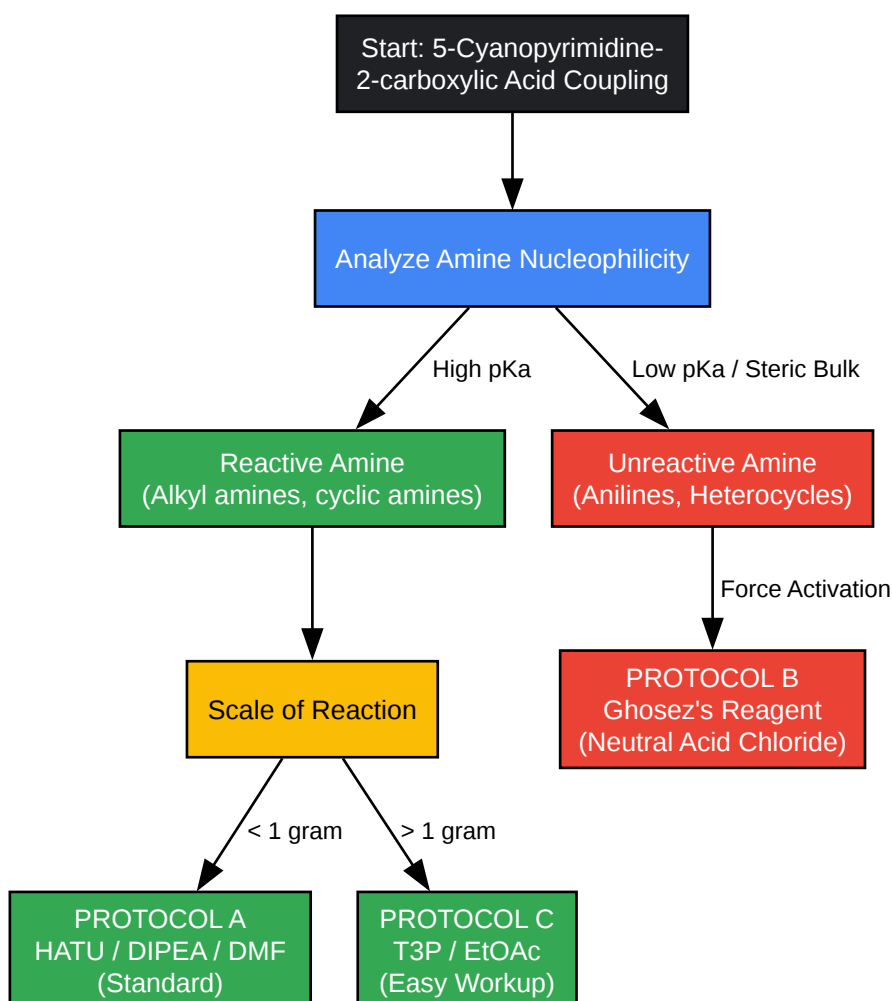 Start: 5-Cyanopyrimidine-
2-carboxylic Acid Coupling
Analyze Amine Nucleophilicity
High pKa
Low pKa / Steric Bulk
Reactive Amine
(Alkyl amines, cyclic amines)
Unreactive Amine
(Anilines, Heterocycles)
Force Activation
Scale of Reaction
PROTOCOL B
Ghosez's Reagent
(Neutral Acid Chloride)
< 1 gram
> 1 gram
PROTOCOL A
HATU / DIPEA / DMF
(Standard)
PROTOCOL C
T3P / EtOAc
(Easy Workup)